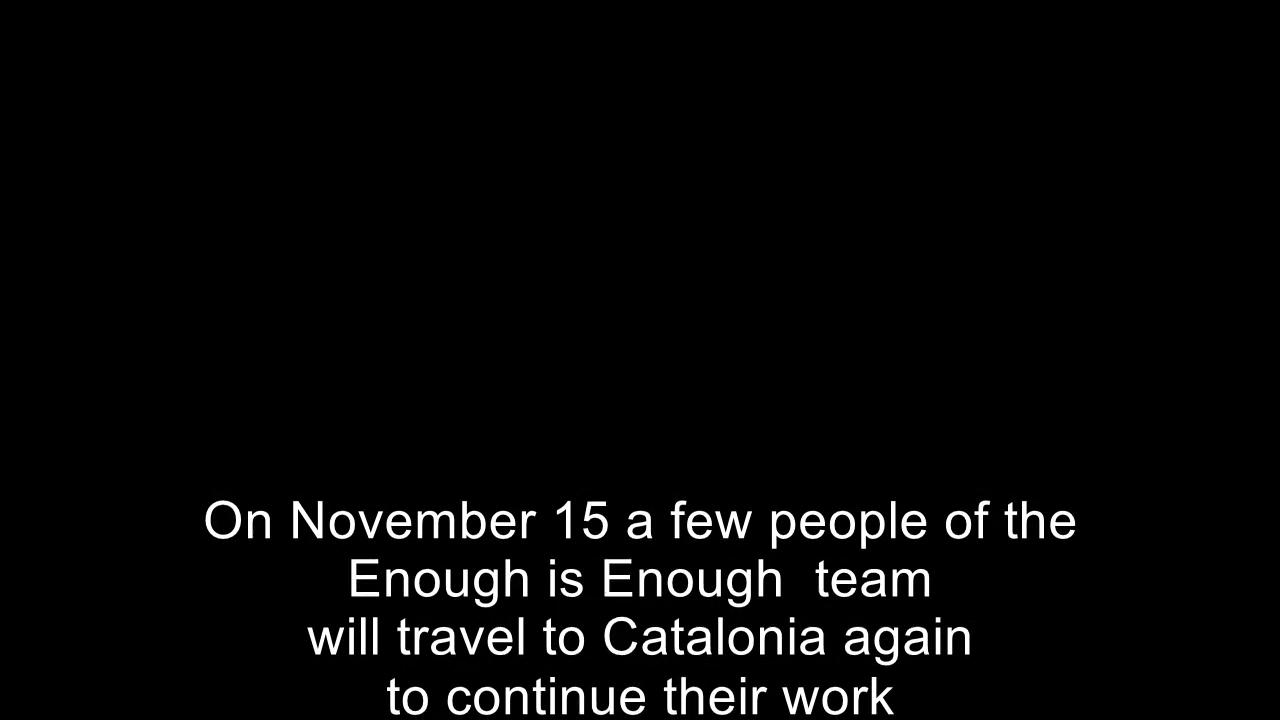 On November 15 a few people of the
Enough is Enough  team
will travel to Catalonia again
to continue their work